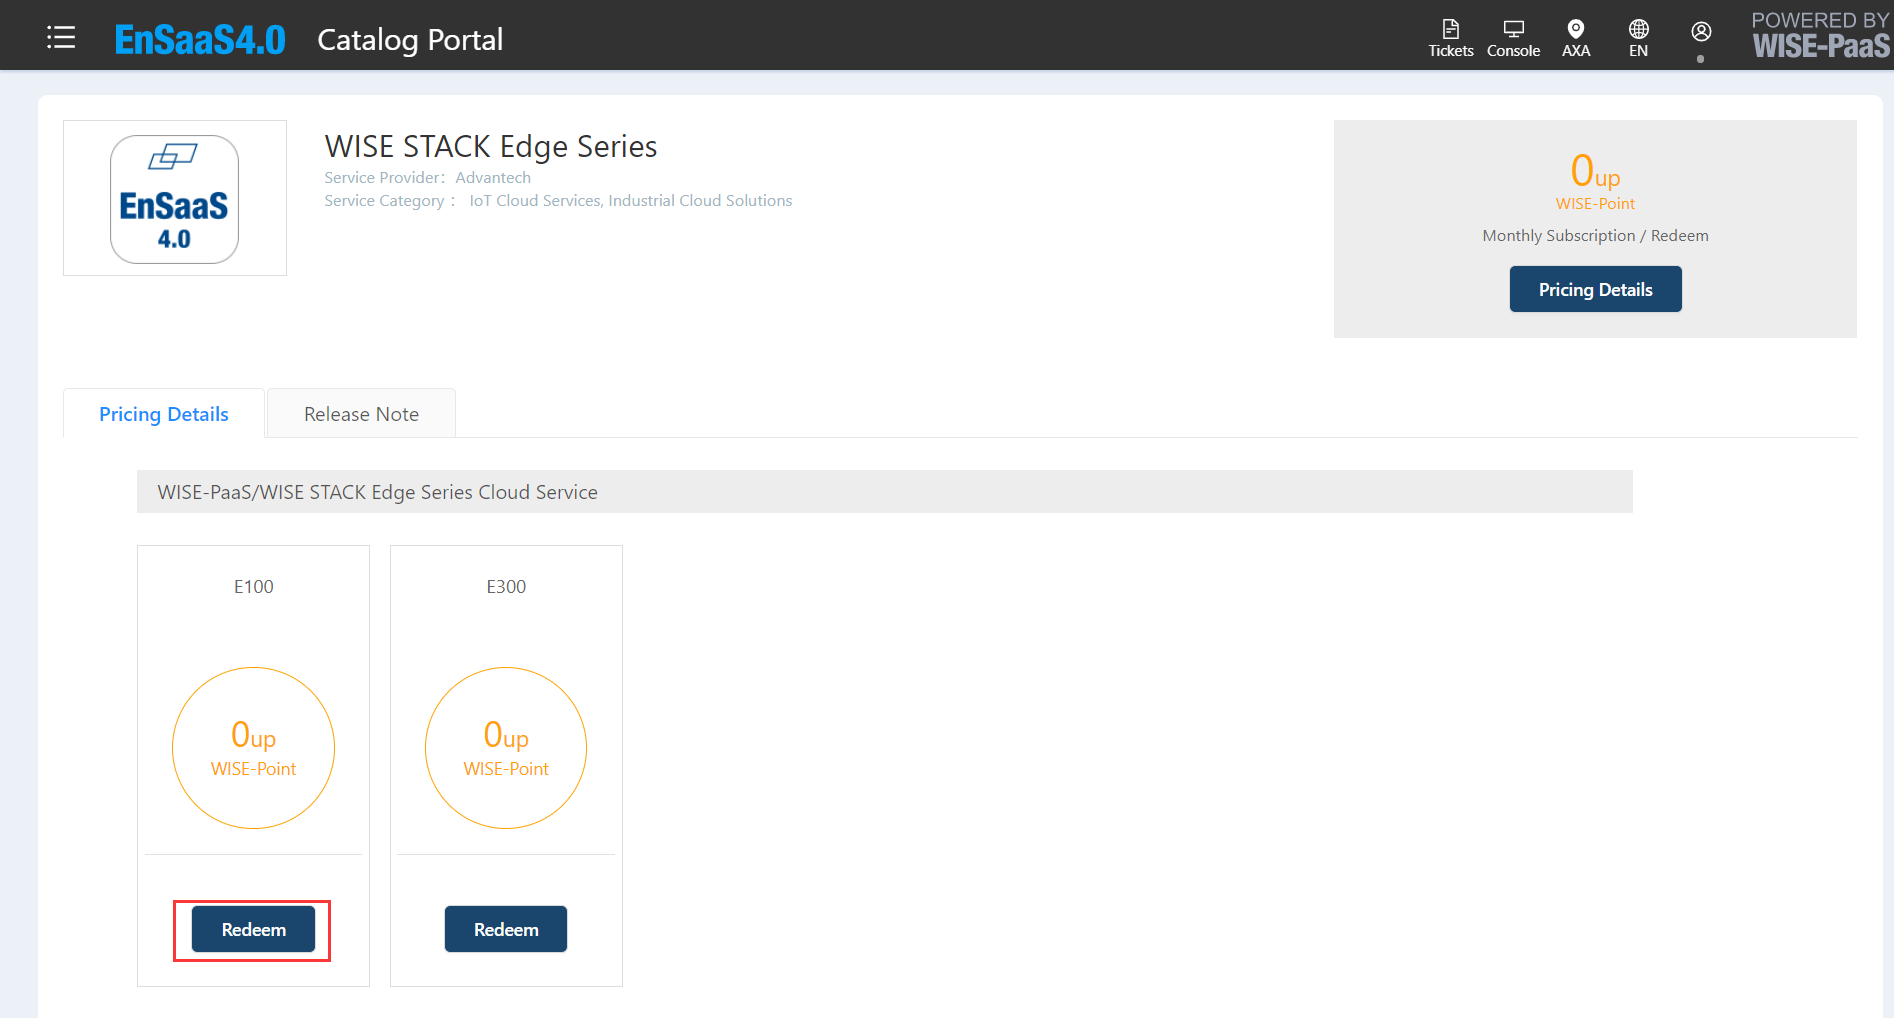 EnSaaS4.0 Catalog Portal
Tickets Console AXA EN
POWERED BY
WISE-PaaS
EnSaaS
4.0
WISE STACK Edge Series
Service Provider: Advantech
Service Category : IoT Cloud Services, Industrial Cloud Solutions
0up
WISE-Point
Monthly Subscription / Redeem
Pricing Details
Pricing Details Release Note
WISE-PaaS/WISE STACK Edge Series Cloud Service
E100
0up
WISE-Point
Redeem
E300
0up
WISE-Point
Redeem